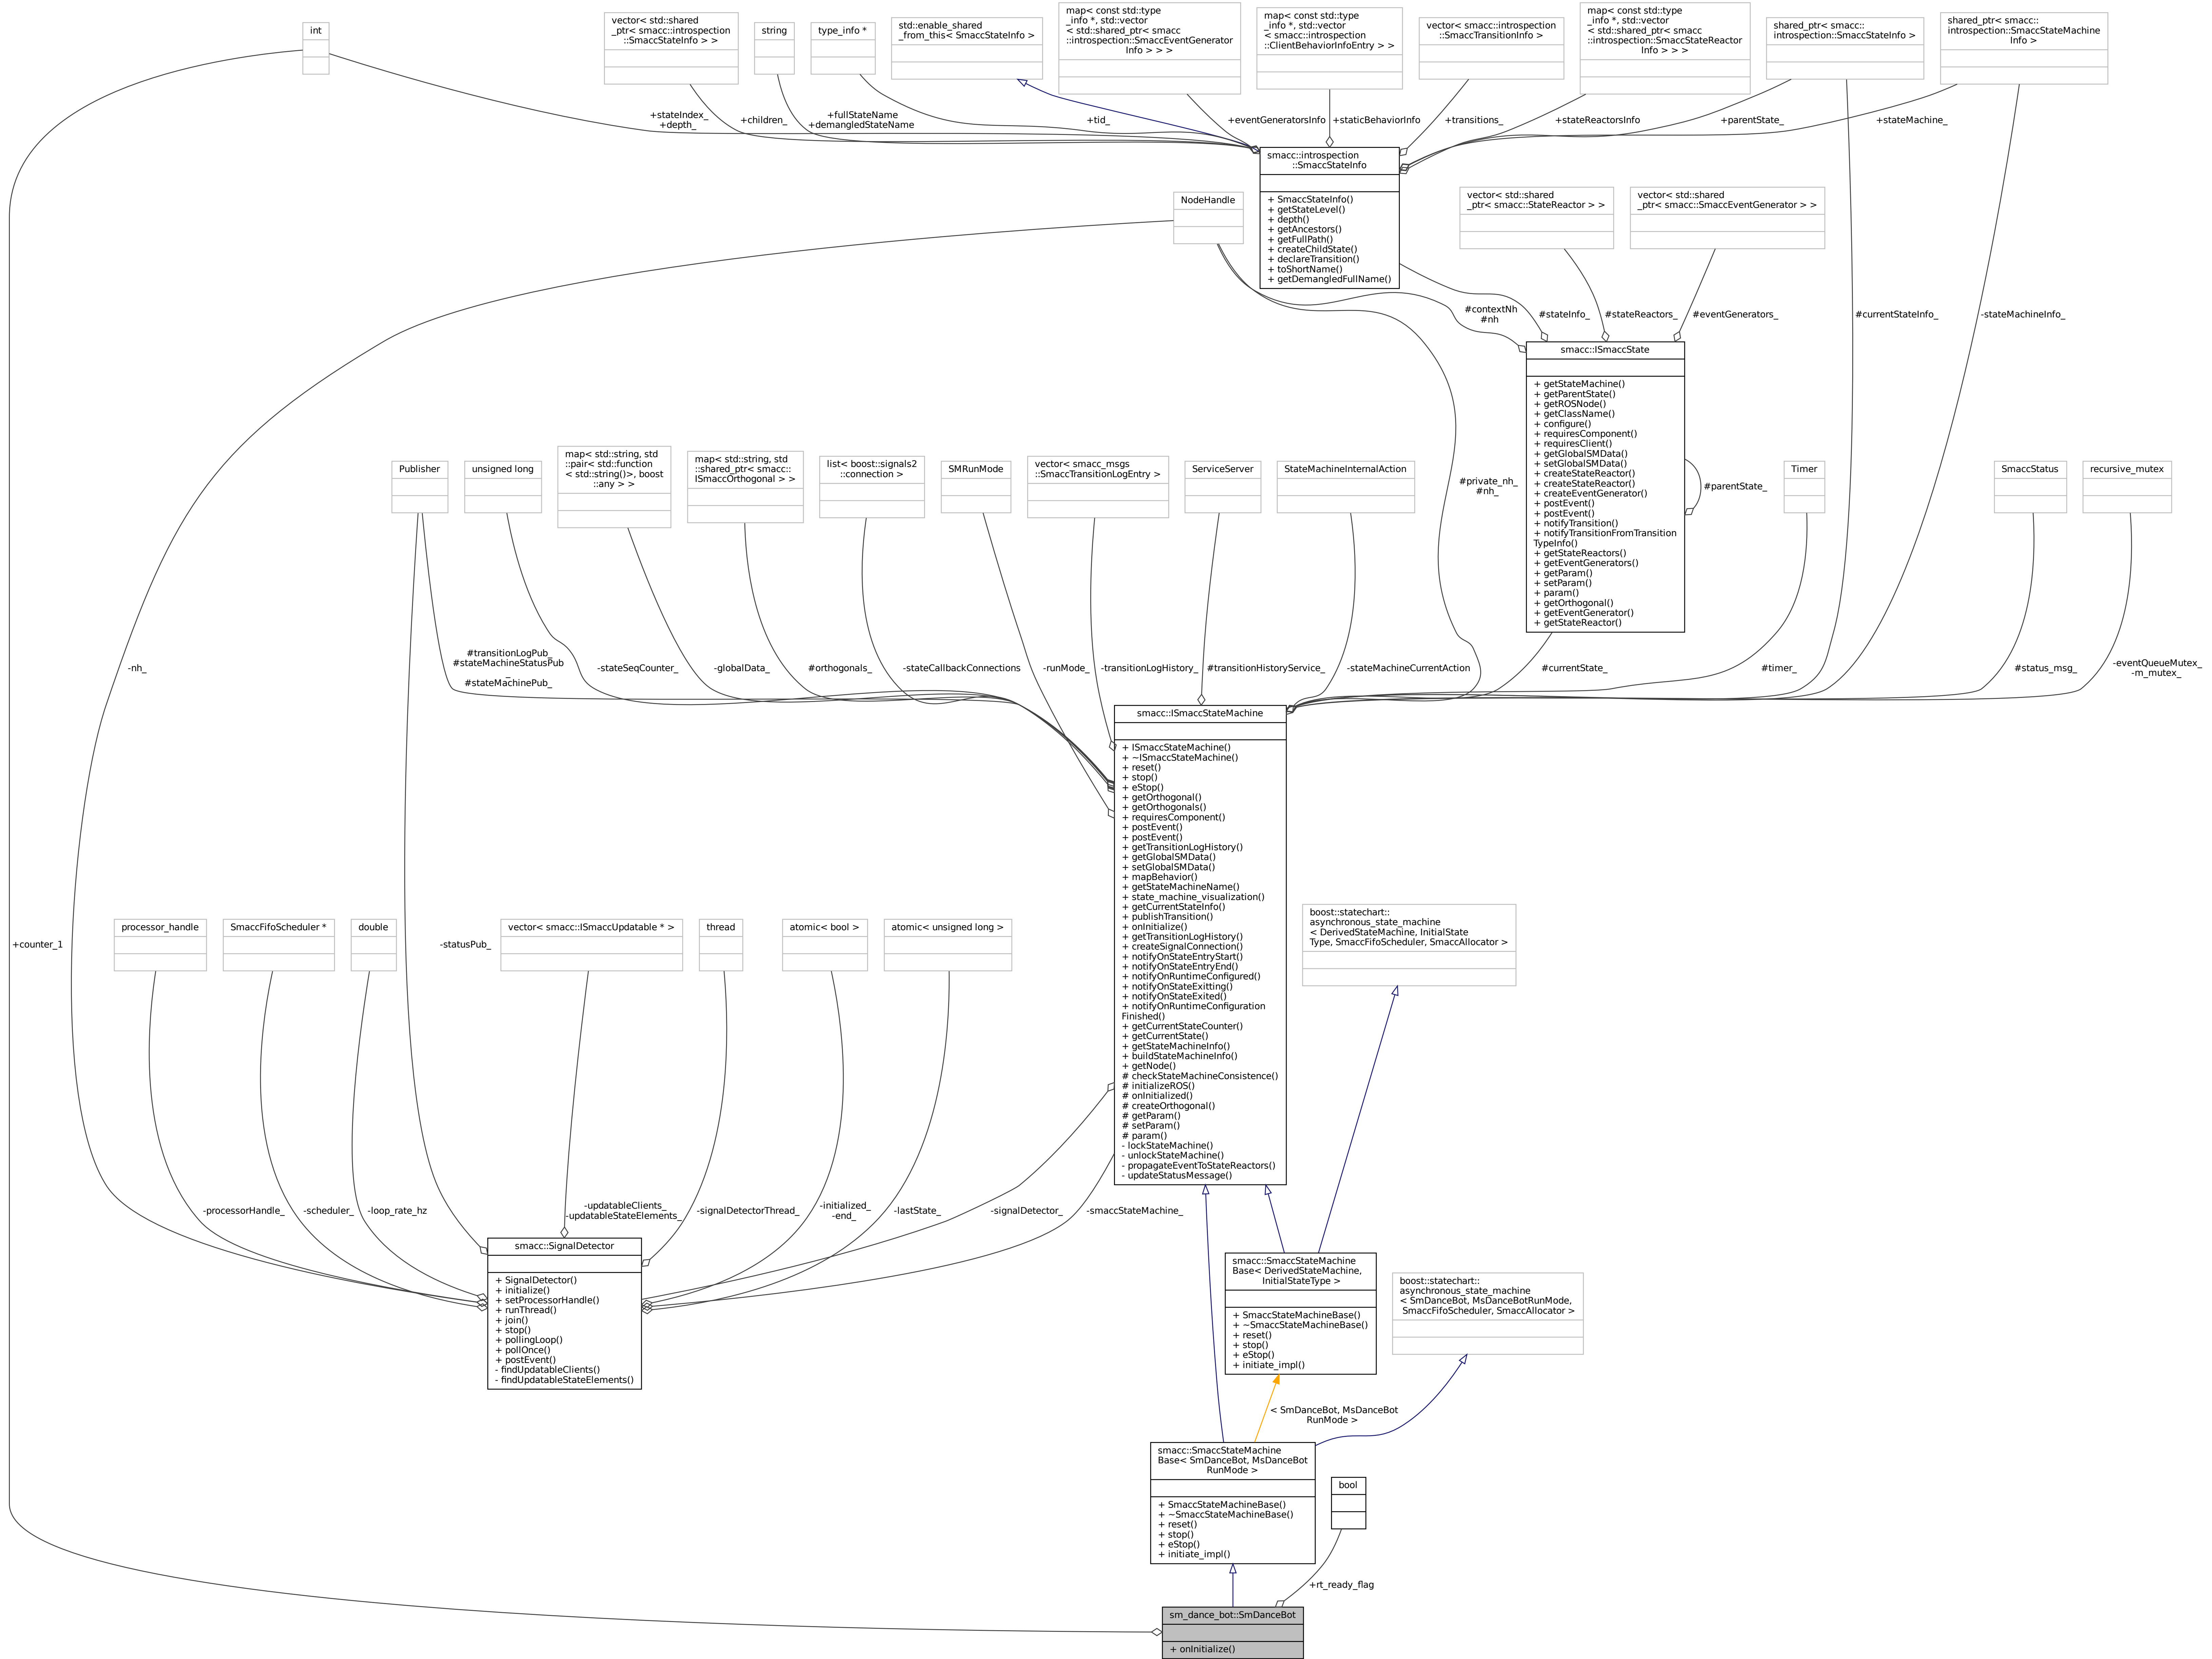 int
vector< std::shared
_ptr< smacc::introspection
::SmaccStateInfo > >
string
type_info *
std::enable_shared
_from_this< SmaccStateInfo >
map< const std::type
_info *, std::vector
< std::shared_ptr< smacc
::introspection::SmaccEventGenerator
Info > > >
map< const std::type
_info *, std::vector
< smacc::introspection
::ClientBehaviorInfoEntry > >
vector< smacc::introspection
::SmaccTransitionInfo >
map< const std::type
_info *, std::vector
< std::shared_ptr< smacc
::introspection::SmaccStateReactor
Info > > >
shared_ptr< smacc::
introspection::SmaccStateInfo >
shared_ptr< smacc::
introspection::SmaccStateMachine
Info >
+stateIndex_
+depth_
+children_
+fullStateName
+demangledStateName
+tid_
+eventGeneratorsInfo
+staticBehaviorInfo
+transitions_
+stateReactorsInfo
+parentState_
+stateMachine_
smacc::introspection
::SmaccStateInfo
+ SmaccStateInfo()
+ getStateLevel()
+ depth()
+ getAncestors()
+ getFullPath()
+ createChildState()
+ declareTransition()
+ toShortName()
+ getDemangledFullName()
NodeHandle
vector< std::shared
_ptr< smacc::StateReactor > >
vector< std::shared
_ptr< smacc::SmaccEventGenerator > >
#contextNh
#nh
#stateInfo_
#stateReactors_
#eventGenerators_
#currentStateInfo_
-stateMachineInfo_
smacc::ISmaccState
+ getStateMachine()
+ getParentState()
+ getROSNode()
+ getClassName()
+ configure()
+ requiresComponent()
+ requiresClient()
+ getGlobalSMData()
+ setGlobalSMData()
+ createStateReactor()
+ createStateReactor()
+ createEventGenerator()
+ postEvent()
+ postEvent()
+ notifyTransition()
+ notifyTransitionFromTransition
TypeInfo()
+ getStateReactors()
+ getEventGenerators()
+ getParam()
+ setParam()
+ param()
+ getOrthogonal()
+ getEventGenerator()
+ getStateReactor()
#parentState_
Publisher
unsigned long
map< std::string, std
::pair< std::function
< std::string()>, boost
::any > >
map< std::string, std
::shared_ptr< smacc::
ISmaccOrthogonal > >
list< boost::signals2
::connection >
SMRunMode
vector< smacc_msgs
::SmaccTransitionLogEntry >
ServiceServer
StateMachineInternalAction
#private_nh_
#nh_
Timer
SmaccStatus
recursive_mutex
-nh_
#transitionLogPub_
#stateMachineStatusPub
_
#stateMachinePub_
-stateSeqCounter_
-globalData_
#orthogonals_
-stateCallbackConnections
-runMode_
-transitionLogHistory_
#transitionHistoryService_
-stateMachineCurrentAction
#currentState_
#timer_
#status_msg_
-eventQueueMutex_
-m_mutex_
smacc::ISmaccStateMachine
+ ISmaccStateMachine()
+ ~ISmaccStateMachine()
+ reset()
+ stop()
+ eStop()
+ getOrthogonal()
+ getOrthogonals()
+ requiresComponent()
+ postEvent()
+ postEvent()
+ getTransitionLogHistory()
+ getGlobalSMData()
+ setGlobalSMData()
+ mapBehavior()
+ getStateMachineName()
+ state_machine_visualization()
+ getCurrentStateInfo()
+ publishTransition()
+ onInitialize()
+ getTransitionLogHistory()
+ createSignalConnection()
+ notifyOnStateEntryStart()
+ notifyOnStateEntryEnd()
+ notifyOnRuntimeConfigured()
+ notifyOnStateExitting()
+ notifyOnStateExited()
+ notifyOnRuntimeConfiguration
Finished()
+ getCurrentStateCounter()
+ getCurrentState()
+ getStateMachineInfo()
+ buildStateMachineInfo()
+ getNode()
# checkStateMachineConsistence()
# initializeROS()
# onInitialized()
# createOrthogonal()
# getParam()
# setParam()
# param()
- lockStateMachine()
- unlockStateMachine()
- propagateEventToStateReactors()
- updateStatusMessage()
+counter_1
processor_handle
SmaccFifoScheduler *
double
-statusPub_
vector< smacc::ISmaccUpdatable * >
thread
atomic< bool >
atomic< unsigned long >
boost::statechart::
asynchronous_state_machine
< DerivedStateMachine, InitialState
Type, SmaccFifoScheduler, SmaccAllocator >
-processorHandle_
-scheduler_
-loop_rate_hz
-updatableClients_
-updatableStateElements_
-signalDetectorThread_
-initialized_
-end_
-lastState_
-signalDetector_
-smaccStateMachine_
smacc::SignalDetector
+ SignalDetector()
+ initialize()
+ setProcessorHandle()
+ runThread()
+ join()
+ stop()
+ pollingLoop()
+ pollOnce()
+ postEvent()
- findUpdatableClients()
- findUpdatableStateElements()
smacc::SmaccStateMachine
Base< DerivedStateMachine,
InitialStateType >
+ SmaccStateMachineBase()
+ ~SmaccStateMachineBase()
+ reset()
+ stop()
+ eStop()
+ initiate_impl()
boost::statechart::
asynchronous_state_machine
< SmDanceBot, MsDanceBotRunMode,
SmaccFifoScheduler, SmaccAllocator >
< SmDanceBot, MsDanceBot
RunMode >
smacc::SmaccStateMachine
Base< SmDanceBot, MsDanceBot
RunMode >
+ SmaccStateMachineBase()
+ ~SmaccStateMachineBase()
+ reset()
+ stop()
+ eStop()
+ initiate_impl()
bool
+rt_ready_flag
sm_dance_bot::SmDanceBot
+ onInitialize()